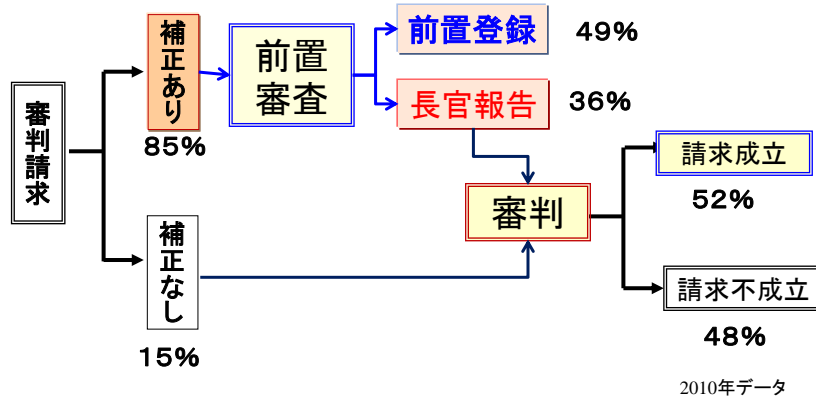 審判請求
補正あり
85%
前置
審査
前置登録
49%
長官報告
36%
補正なし
15%
審判
請求成立
52%
請求不成立
48%
2010年データ